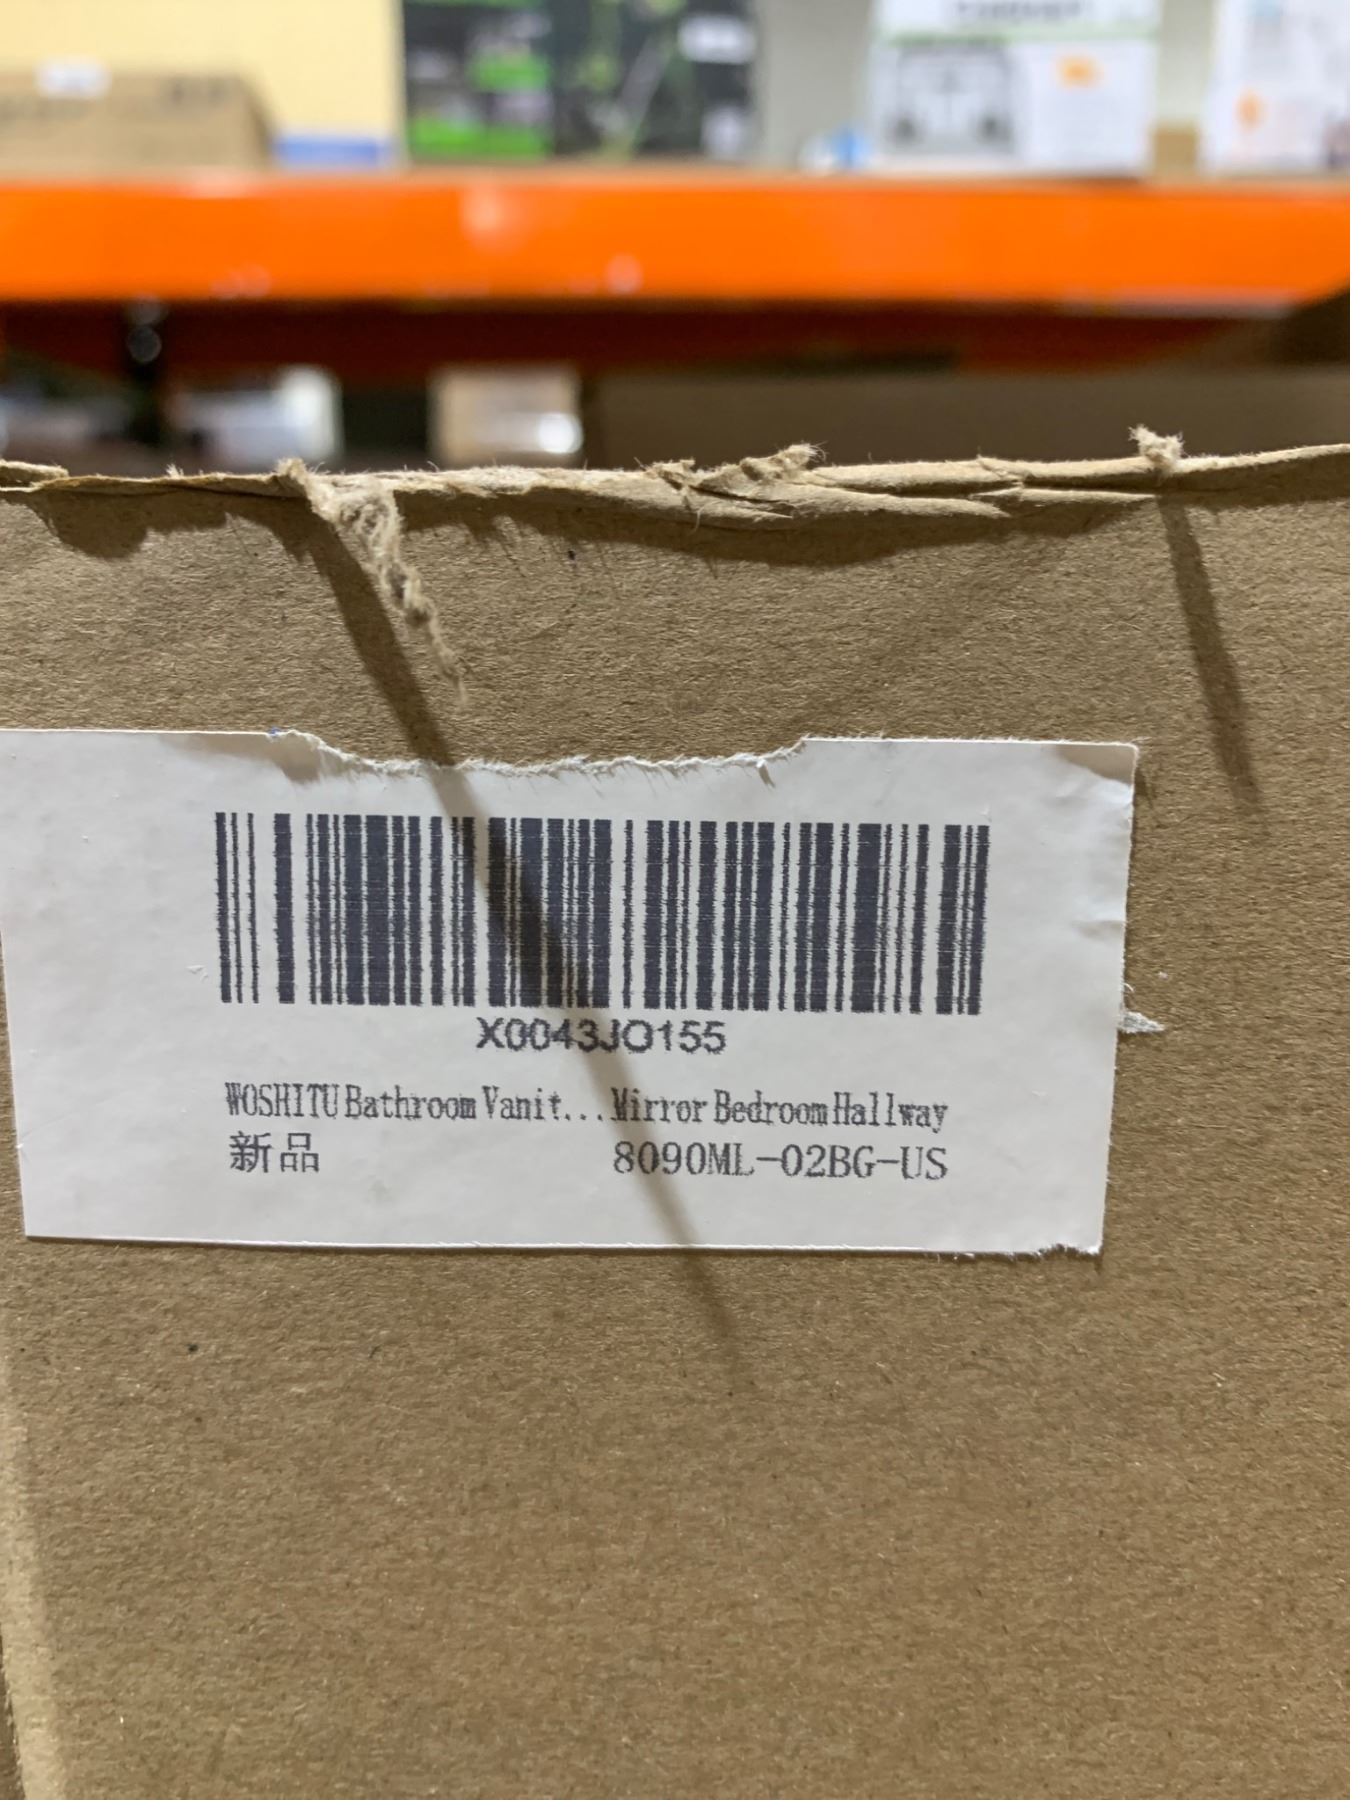 X0043JO155
WOSHITU Bathroom Vanit...Mirror Bedroom Hallway
新品 8090ML-02BG-US